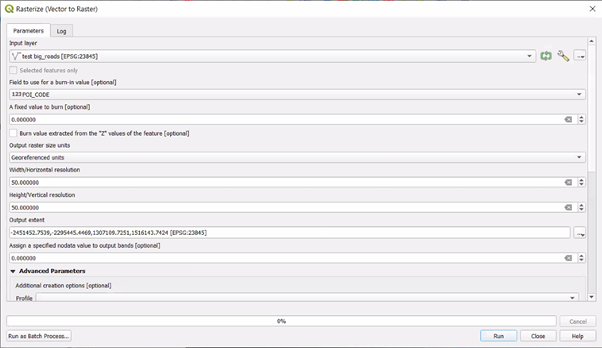 Rasterize (Vector to Raster)
Parameters
Log
Input layer
test big_roads [EPSG:23845]
Selected features only
Field to use for a burn-in value [optional]
123 POI_CODE
A fixed value to burn [optional]
0.000000
Burn value extracted from the "Z" values of the feature [optional]
Output raster size units
Georeferenced units
Width/Horizontal resolution
50.000000
Height/Vertical resolution
50.000000
Output extent
-2451452.7539,-2295445.4469,1307109.7251,1516143.7424 [EPSG:23845]
Assign a specified nodata value to output bands [optional]
0.000000
Advanced Parameters
Additional creation options [optional]
Profile
0%
Cancel
Run as Batch Process...
Run
Close
Help